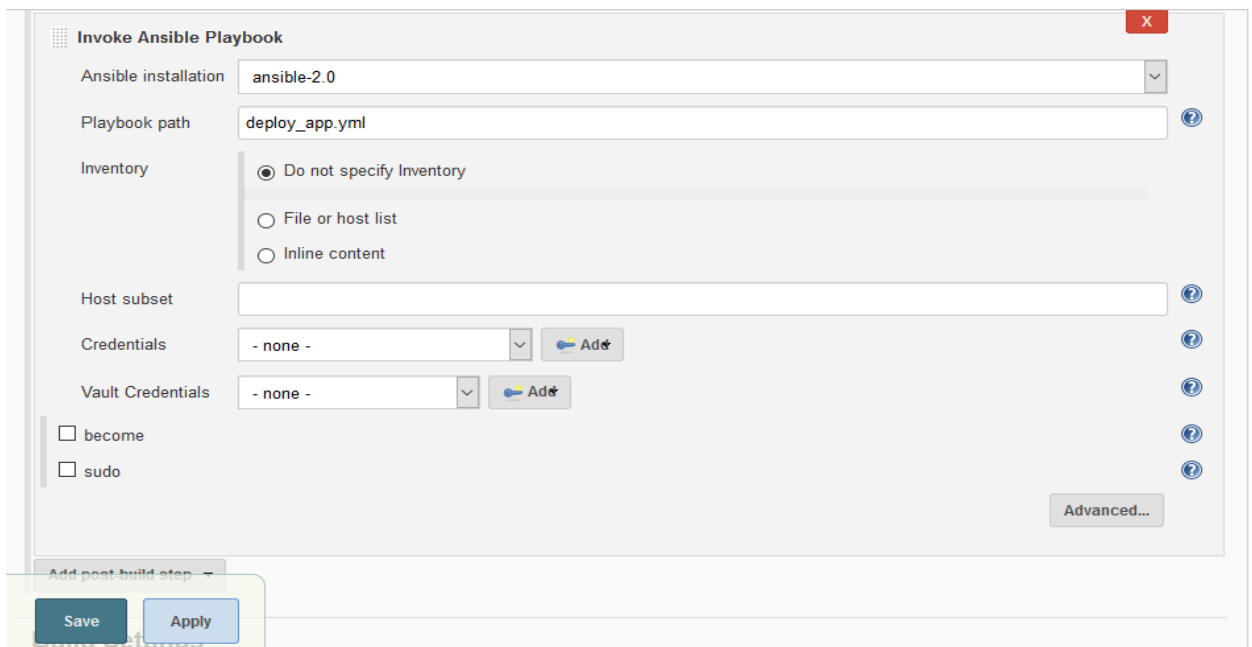 X
Invoke Ansible Playbook
Ansible installation ansible-2.0
Playbook path deploy_app.yml
Inventory Do not specify Inventory
File or host list
Inline content
Host subset
Credentials - none - Add
Vault Credentials - none - Add
become
sudo
Advanced...
Add post-build step
Save Apply
Build Settings